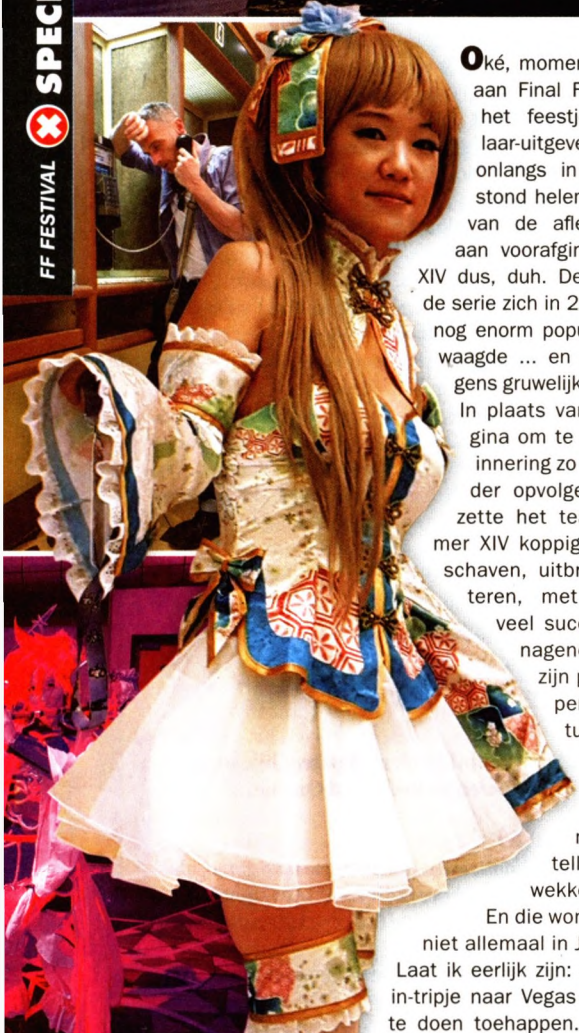 FF FESTIVAL SPECI
Oké, momen
aan Final F
het feestj
laar-uitgeve
onlangs in
stond helem
van de afle
aan voorafgin
XIV dus, duh. De
de serie zich in 2
nog enorm popu
waagde ... en
gens gruwelijk
In plaats van
gina om te
innering zo
der opvolge
zette het te
mer XIV koppig
schaven, uitbr
teren, met
veel suc
nagen
zijn p
per
tu
tell
wekke
En die wor
niet allemaal in J
Laat ik eerlijk zijn:
in-tripje naar Vegas
te doen toehappen.